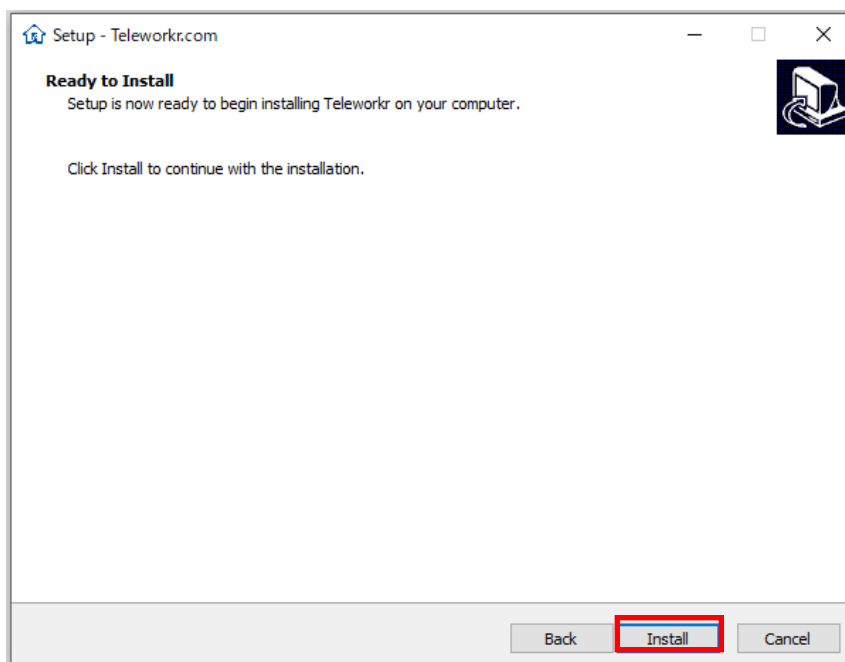 Setup - Teleworkr.com
Ready to Install
Setup is now ready to begin installing Teleworkr on your computer.
Click Install to continue with the installation.
Back
Install
Cancel